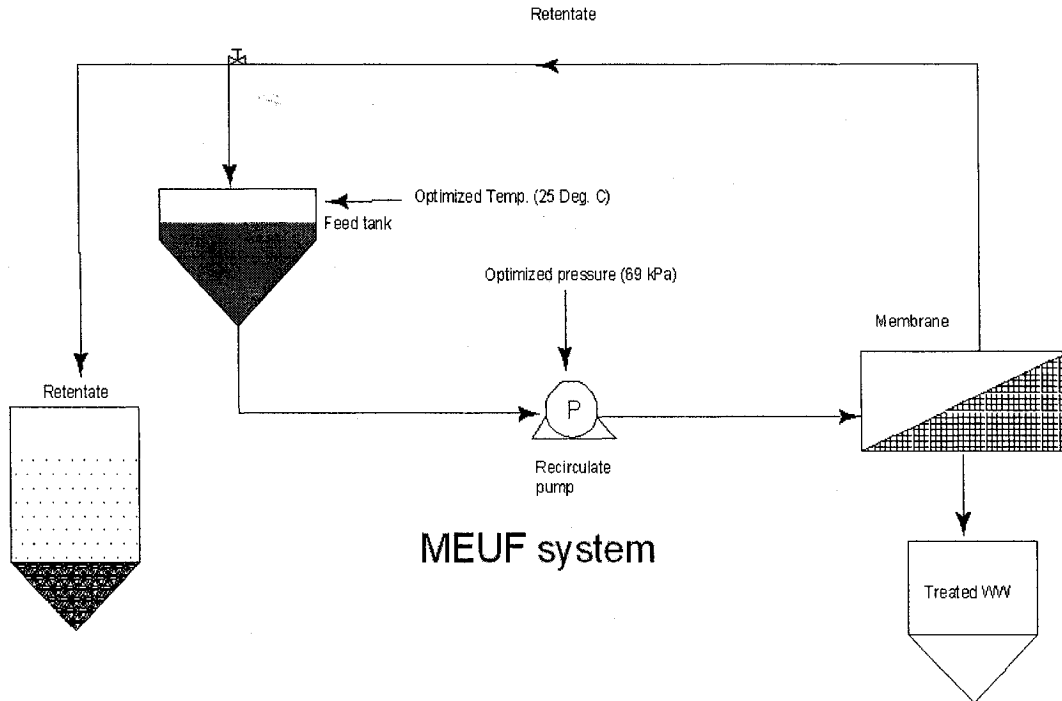 Retentate
Optimized Temp. (25 Deg. C)
Feed tank
Optimized pressure (69 kPa)
Membrane
Retentate
P
Recirculate
pump
MEUF system
Treated WW